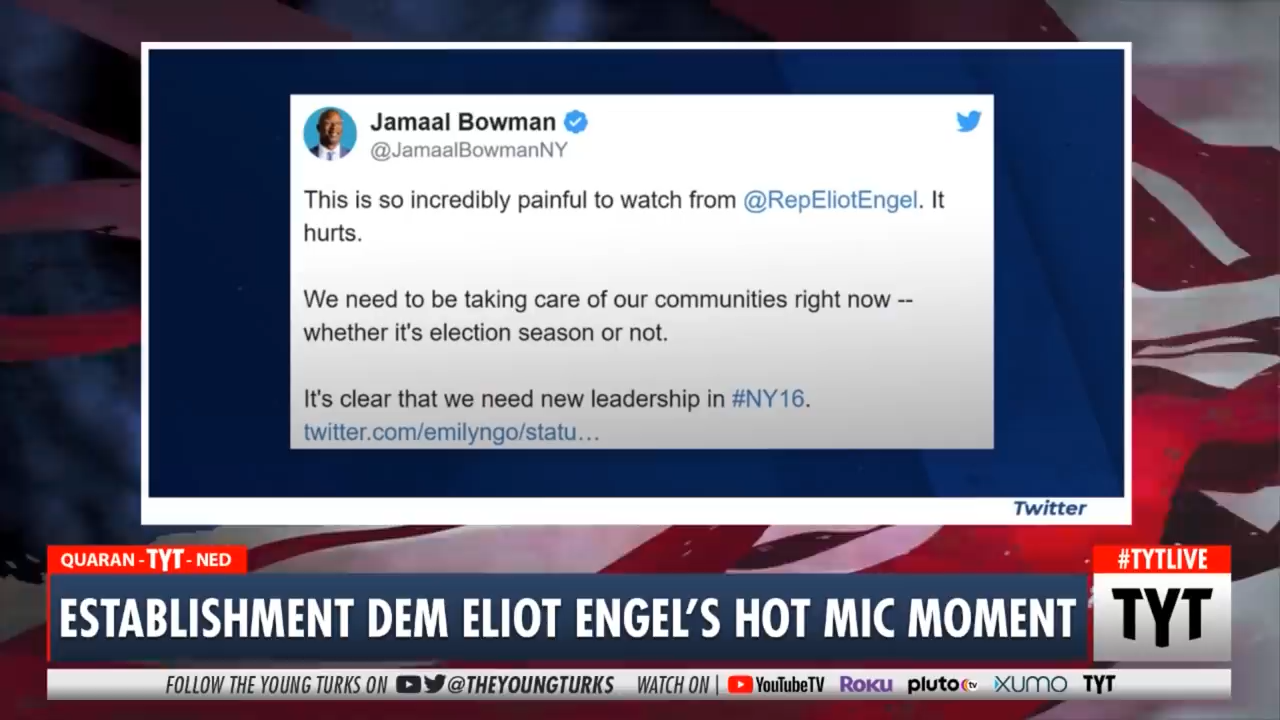 Jamaal Bowman
@JamaalBowmanNY
This is so incredibly painful to watch from @RepEliotEngel. It
hurts.
We need to be taking care of our communities right now --
whether it's election season or not.
It's clear that we need new leadership in #NY16.
twitter.com/emilyngo/statu…
Twitter
QUARAN - TYT - NED
#TYTLIVE
ESTABLISHMENT DEM ELIOT ENGEL'S HOT MIC MOMENT
TYT
FOLLOW THE YOUNG TURKS ON @THEYOUNGTURKS WATCH ON | YouTubeTV ROKU pluto tv XUMO TYT